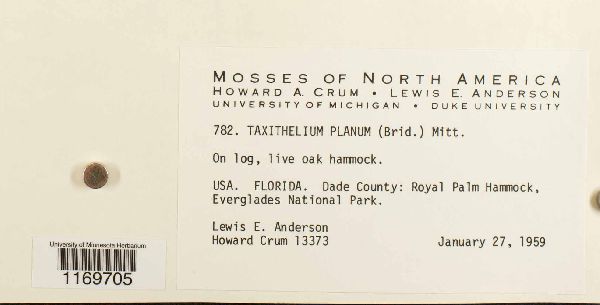 MOSSES OF NORTH AMERICA
HOWARD A. CRUM • LEWIS E. ANDERSON
UNIVERSITY OF MICHIGAN • DUKE UNIVERSITY
782. TAXITHELIUM PLANUM (Brid.) Mitt.
On log, live oak hammock.
USA. FLORIDA. Dade County: Royal Palm Hammock,
Everglades National Park.
Lewis E. Anderson
Howard Crum 13373 January 27, 1959
University of Minnesota Herbarium
1169705